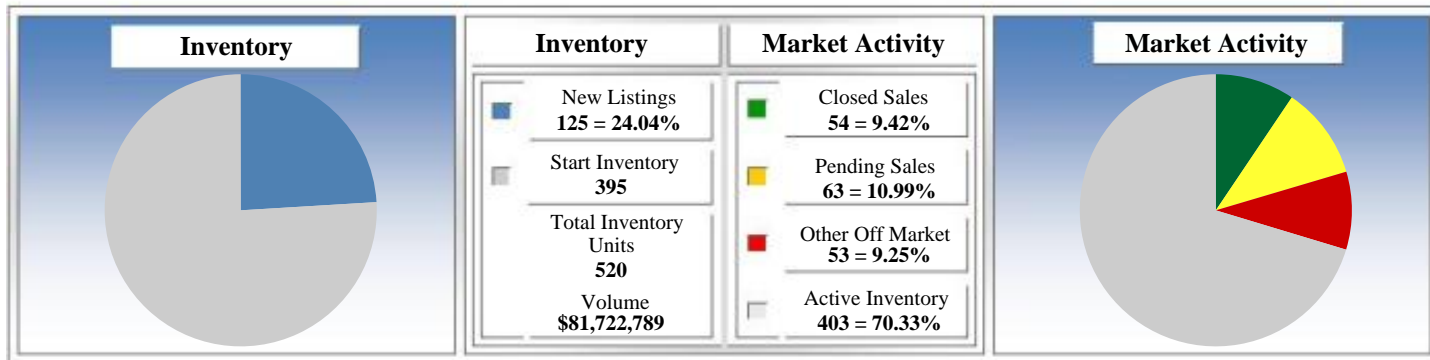 Inventory
Inventory
New Listings
125 = 24.04%
Start Inventory
395
Total Inventory
Units
520
Volume
$81,722,789
Market Activity
Closed Sales
54 = 9.42%
Pending Sales
63 = 10.99%
Other Off Market
53 = 9.25%
Active Inventory
403 = 70.33%
Market Activity